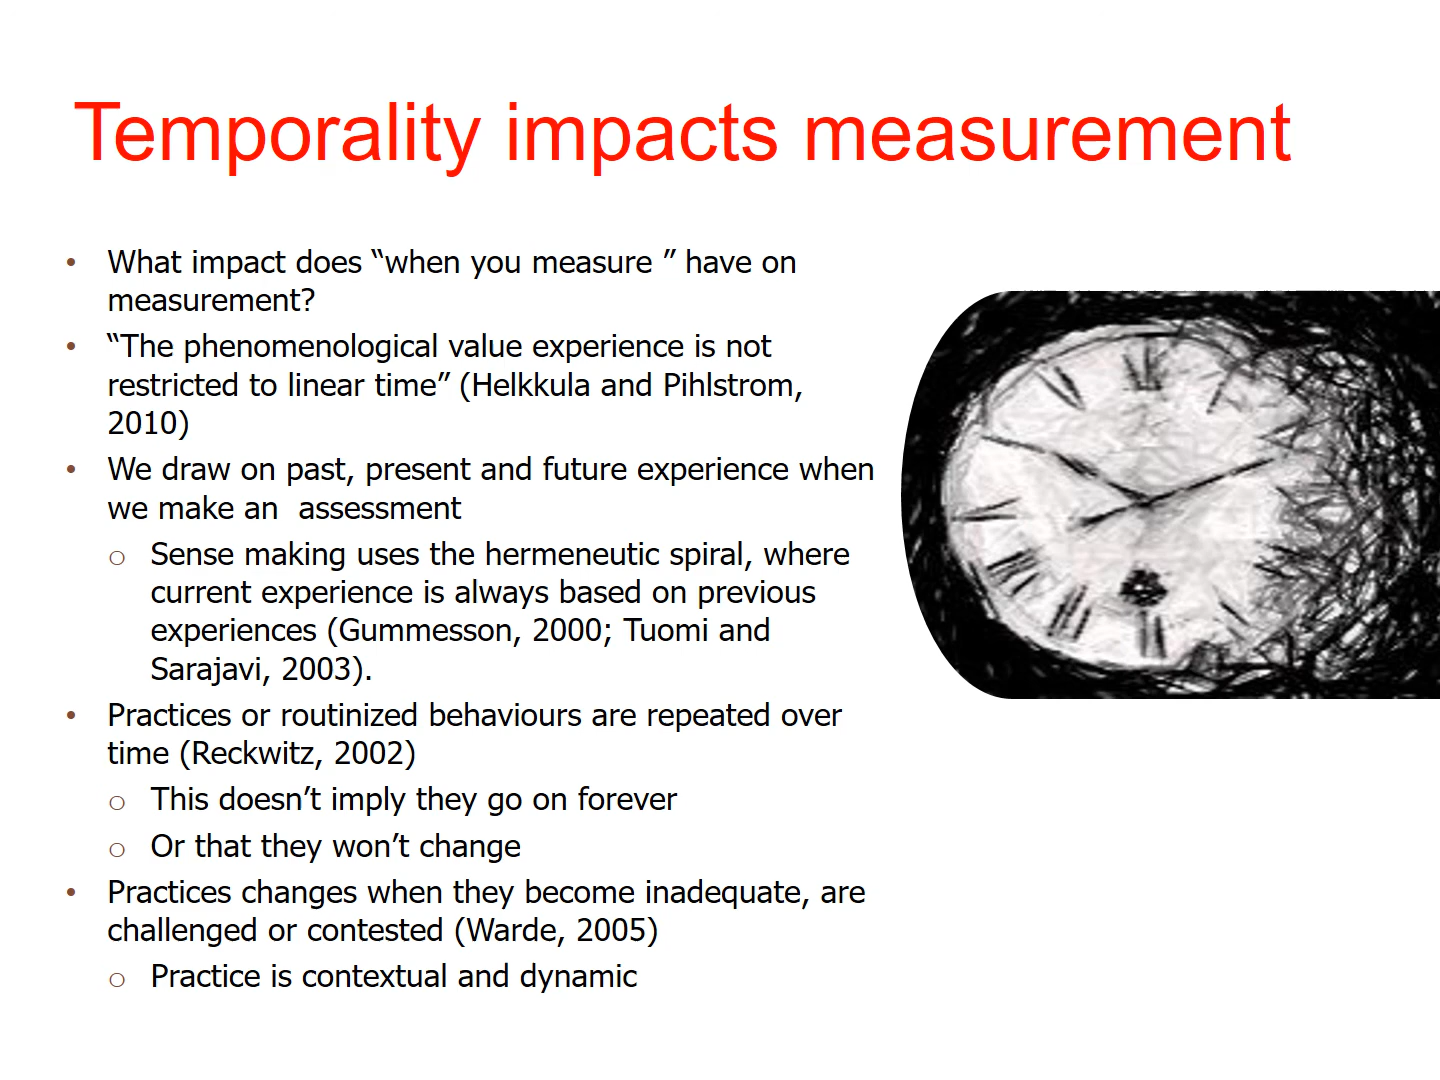 Temporality impacts measurement
• What impact does “when you measure ” have on
measurement?
• “The phenomenological value experience is not
restricted to linear time” (Helkkula and Pihlstrom,
2010)
• We draw on past, present and future experience when
we make an  assessment
○ Sense making uses the hermeneutic spiral, where
current experience is always based on previous
experiences (Gummesson, 2000; Tuomi and
Sarajavi, 2003).
• Practices or routinized behaviours are repeated over
time (Reckwitz, 2002)
○ This doesn’t imply they go on forever
○ Or that they won’t change
• Practices changes when they become inadequate, are
challenged or contested (Warde, 2005)
○ Practice is contextual and dynamic